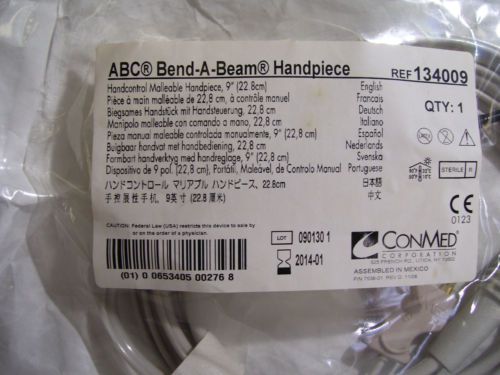 ABC® Bend-A-Beam® Handpiece
REF 134009
Handcontrol Malleable Handpiece, 9" (22.8cm) English
Pièce à main malléable de 22,8 cm, à contrôle manuel Francais
Biegsames Handstück mit Handsteuerung, 22,8 cm Deutsch
Manipolo malleabile con comando a mano, 22,8 cm Italiano
Pieza manual maleable controlada manualmente, 9" (22,8 cm) Español
Buigbaar handvat met handbediening, 22,8 cm Nederlands
Formbart handverktyg med handreglage, 9" (22,8 cm) Svenska
Dispositivo de 9 pol. (22,8 cm), Portátil, Maleável, de Controlo Manual Portuguese
ハンドコントロール マリアブル ハンドピース, 22.8cm 日本語
手控展性手机, 9英寸 (22.8 厘米) 中文
QTY: 1
STERILE R
CE
0123
CAUTION: Federal Law (USA) restricts this device to sale by
or on the order of a physician.
(01) 0 0653405 00276 8
LOT 090130 1
2014-01
CONMED
CORPORATION
525 FRENCH RD., UTICA, NY 13502
ASSEMBLED IN MEXICO